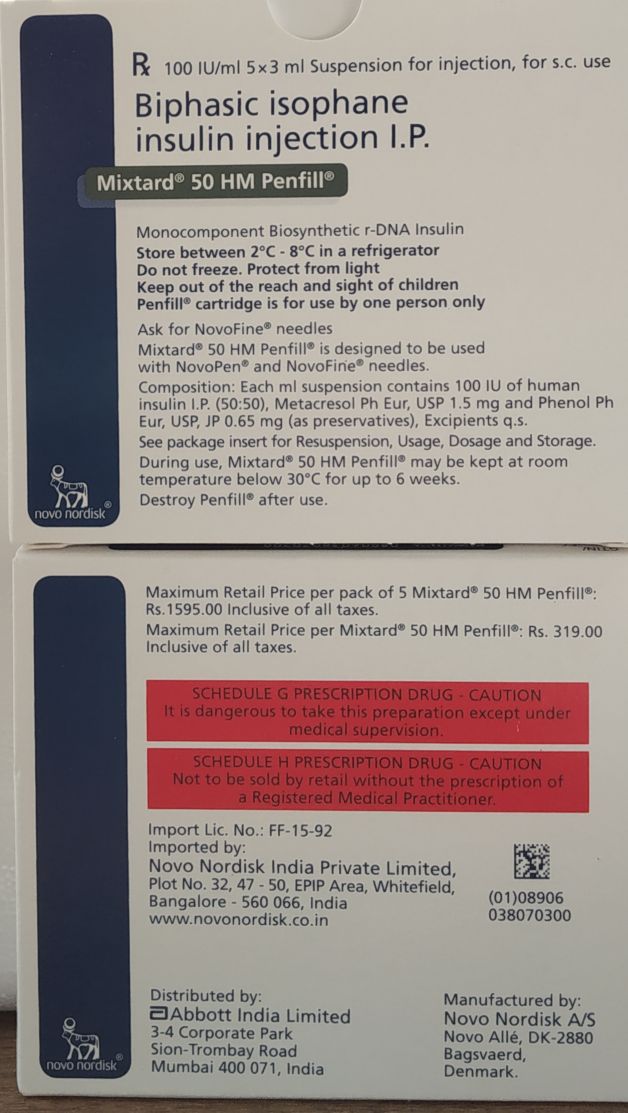 Rx 100 IU/ml 5×3 ml Suspension for injection, for s.c. use
Biphasic isophane
insulin injection I.P.
Mixtard® 50 HM Penfill®
Monocomponent Biosynthetic r-DNA Insulin
Store between 2°C - 8°C in a refrigerator
Do not freeze. Protect from light
Keep out of the reach and sight of children
Penfill® cartridge is for use by one person only
Ask for NovoFine® needles
Mixtard® 50 HM Penfill® is designed to be used
with NovoPen® and NovoFine® needles.
Composition: Each ml suspension contains 100 IU of human
insulin I.P. (50:50), Metacresol Ph Eur, USP 1.5 mg and Phenol Ph
Eur, USP, JP 0.65 mg (as preservatives), Excipients q.s.
See package insert for Resuspension, Usage, Dosage and Storage.
During use, Mixtard® 50 HM Penfill® may be kept at room
temperature below 30°C for up to 6 weeks.
Destroy Penfill® after use.
novo nordisk®
Maximum Retail Price per pack of 5 Mixtard® 50 HM Penfill®:
Rs.1595.00 Inclusive of all taxes.
Maximum Retail Price per Mixtard® 50 HM Penfill®: Rs. 319.00
Inclusive of all taxes.
SCHEDULE G PRESCRIPTION DRUG - CAUTION
It is dangerous to take this preparation except under
medical supervision.
SCHEDULE H PRESCRIPTION DRUG - CAUTION
Not to be sold by retail without the prescription of
a Registered Medical Practitioner.
Import Lic. No.: FF-15-92
Imported by:
Novo Nordisk India Private Limited,
Plot No. 32, 47 - 50, EPIP Area, Whitefield,
Bangalore - 560 066, India
www.novonordisk.co.in
(01)08906
038070300
Distributed by:
Abbott India Limited
3-4 Corporate Park
Sion-Trombay Road
Mumbai 400 071, India
Manufactured by:
Novo Nordisk A/S
Novo Allé, DK-2880
Bagsvaerd,
Denmark.
novo nordisk®